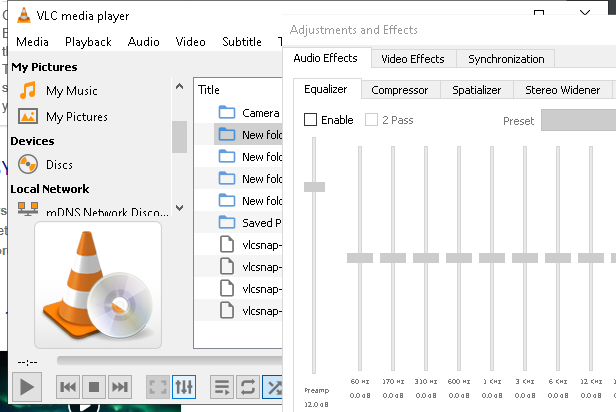 VLC media player
Media Playback Audio Video Subtitle T
My Pictures
My Music
My Pictures
Devices
Discs
Local Network
mDNS Network Disco...
Title
Camera
New fold
New fold
New fold
New fold
Saved P
vlcsnap-
vlcsnap-
vlcsnap-
vlcsnap-
--:--
Adjustments and Effects
Audio Effects Video Effects Synchronization
Equalizer Compressor Spatializer Stereo Widener
Enable 2 Pass Preset
60 Hz 170 Hz 310 Hz 600 Hz 1 KHz 3 KHz 6 KHz 12 KHz
Preamp 0.0 dB 0.0 dB 0.0 dB 0.0 dB 0.0 dB 0.0 dB 0.0 dB 0.0 dB
12.0 dB